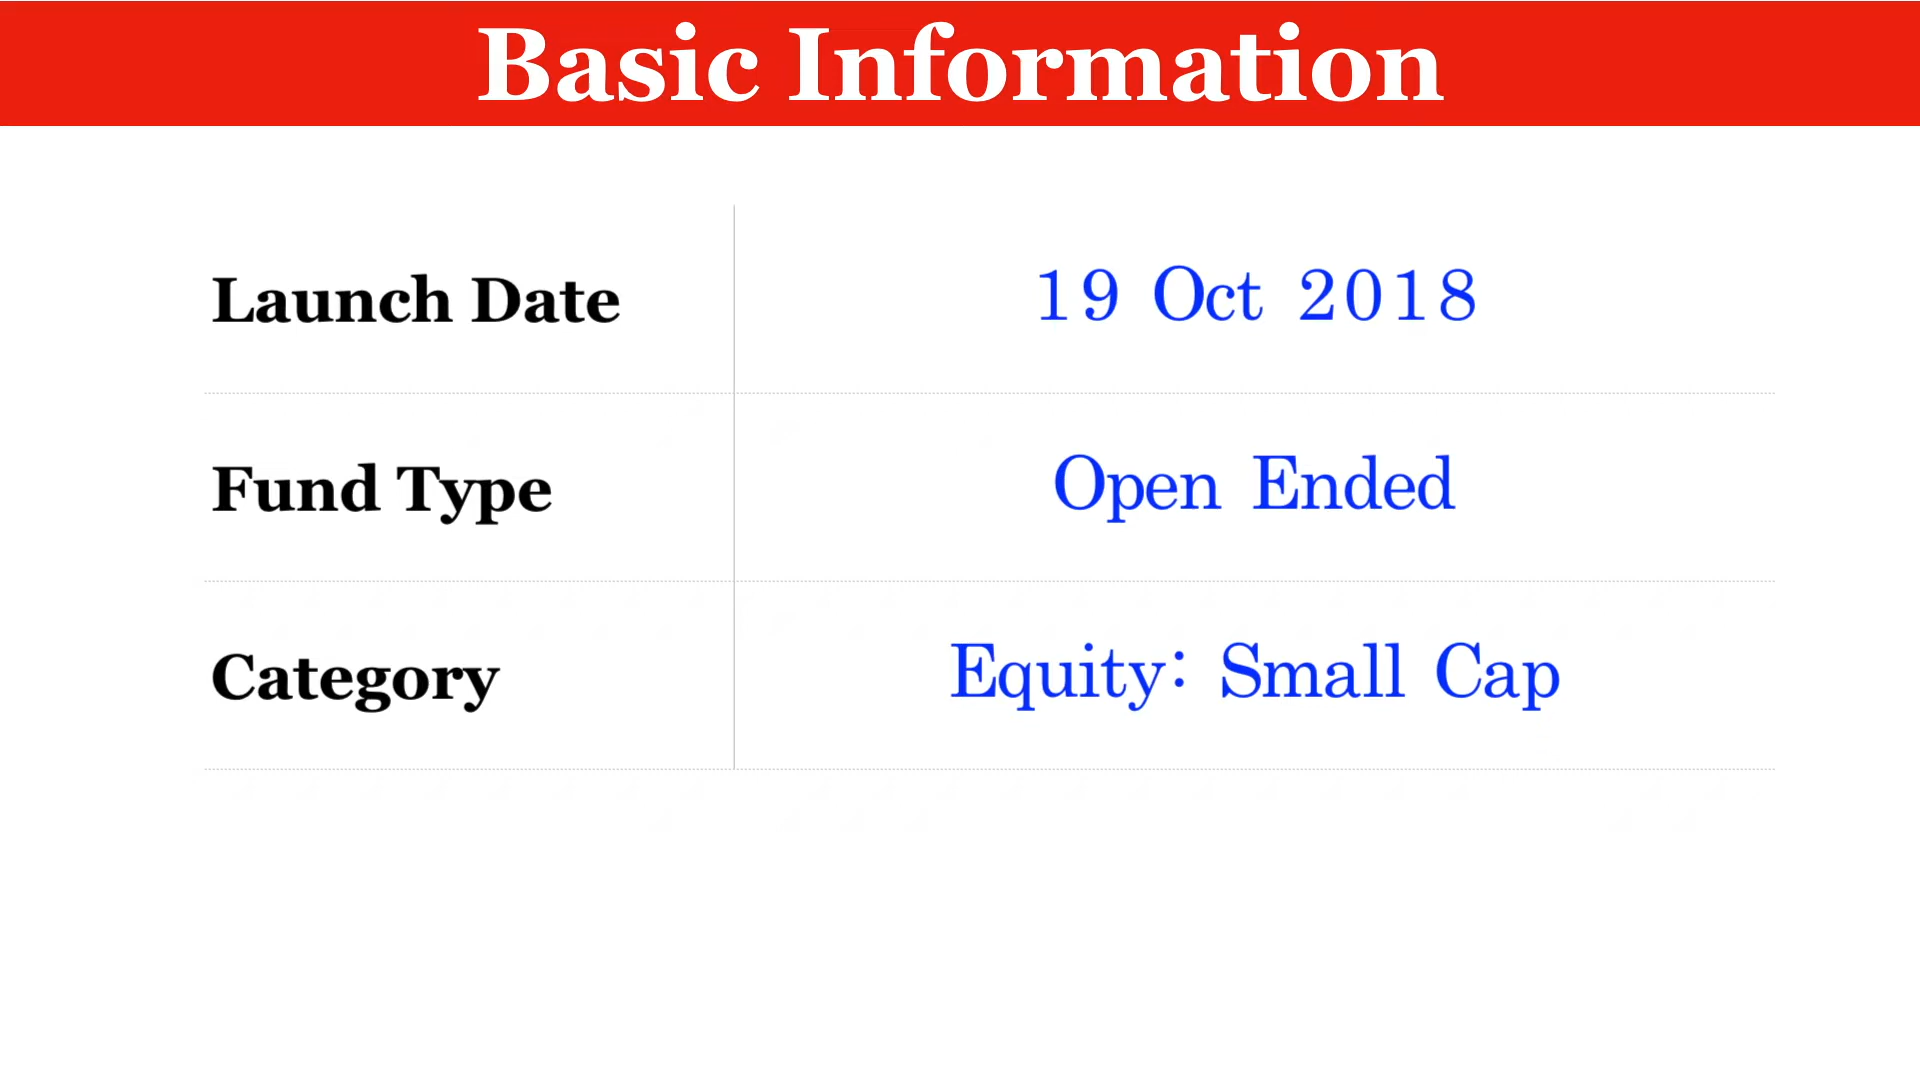 Basic Information
Launch Date 19 Oct 2018
Fund Type Open Ended
Category Equity: Small Cap